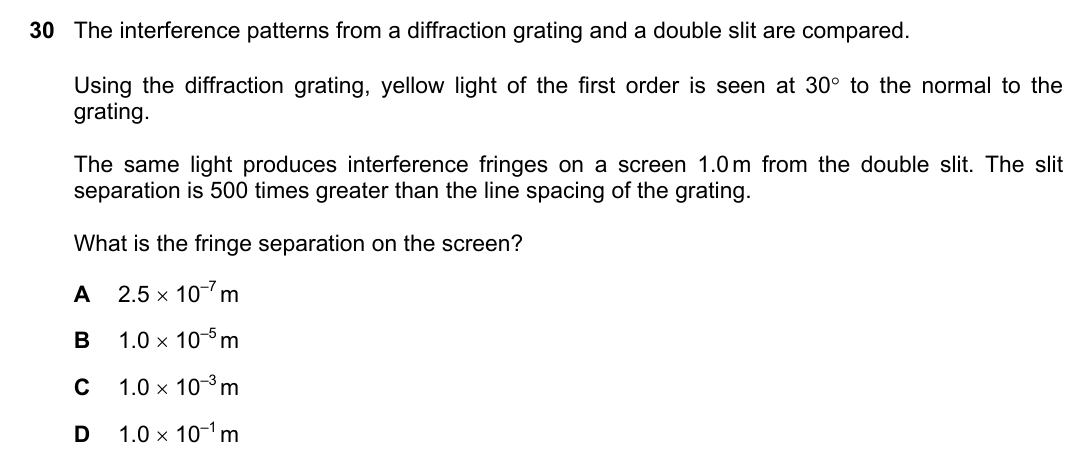 30 The interference patterns from a diffraction grating and a double slit are compared.
Using the diffraction grating, yellow light of the first order is seen at 30° to the normal to the
grating.
The same light produces interference fringes on a screen 1.0 m from the double slit. The slit
separation is 500 times greater than the line spacing of the grating.
What is the fringe separation on the screen?
A 2.5 × 10⁻⁷ m
B 1.0 × 10⁻⁵ m
C 1.0 × 10⁻³ m
D 1.0 × 10⁻¹ m